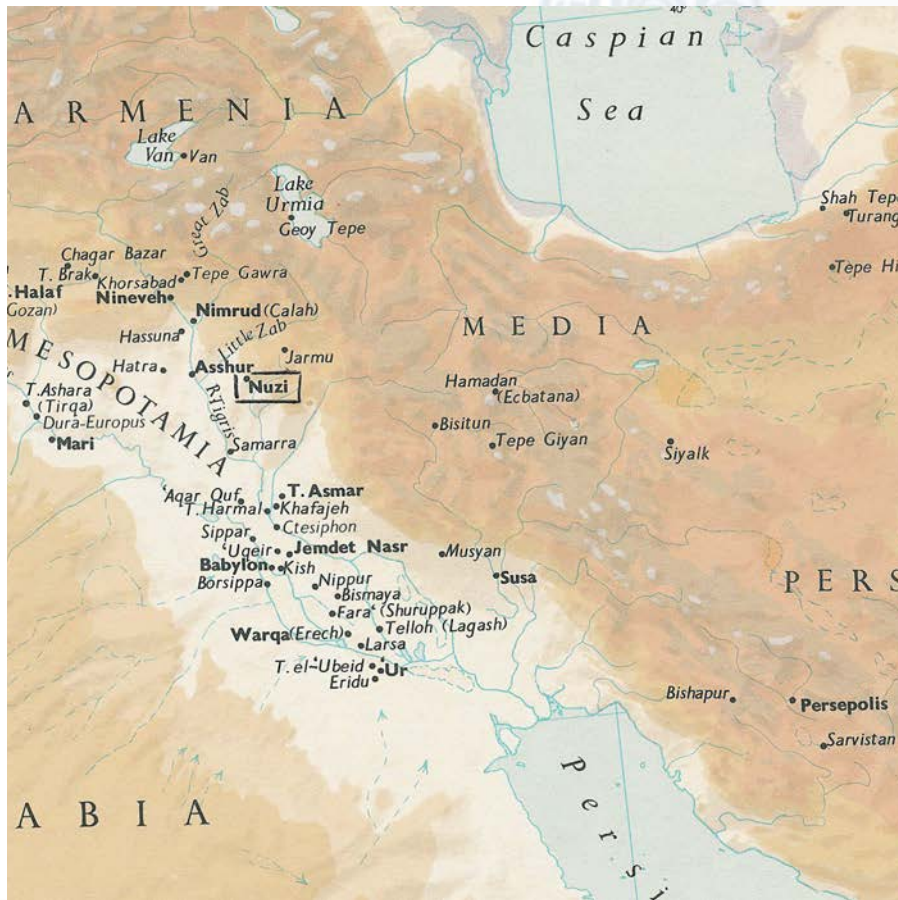 40°
Caspian
Sea
ARMENIA
Lake
Van
Van
Lake
Urmia
Geoy Tepe
Great Zab
Shah Tep
Turang
Tepe Hi
Chagar Bazar
T. Brak
Khorsabad
Tepe Gawra
.Halaf
Gozan)
Nineveh
Nimrud (Calah)
MEDIA
Hassuna
Little Zab
Jarmu
MESOPOTAMIA
Hatra
Asshur
Nuzi
R.Tigris
Hamadan
(Ecbatana)
T.Ashara
(Tirqa)
Dura-Europus
Mari
Samarra
Bisitun
Tepe Giyan
Siyalk
'Aqar Quf
T. Asmar
T. Harmal
Khafajeh
Ctesiphon
Sippar
'Uqeir
Jemdet Nasr
Musyan
Babylon
Kish
Susa
Borsippa
Nippur
Bismaya
PERS
Fara' (Shuruppak)
Telloh (Lagash)
Warqa (Erech)
Larsa
T. el-'Ubeid
Ur
Eridu
Bishapur
Persepolis
Sarvistan
ABIA
Persi